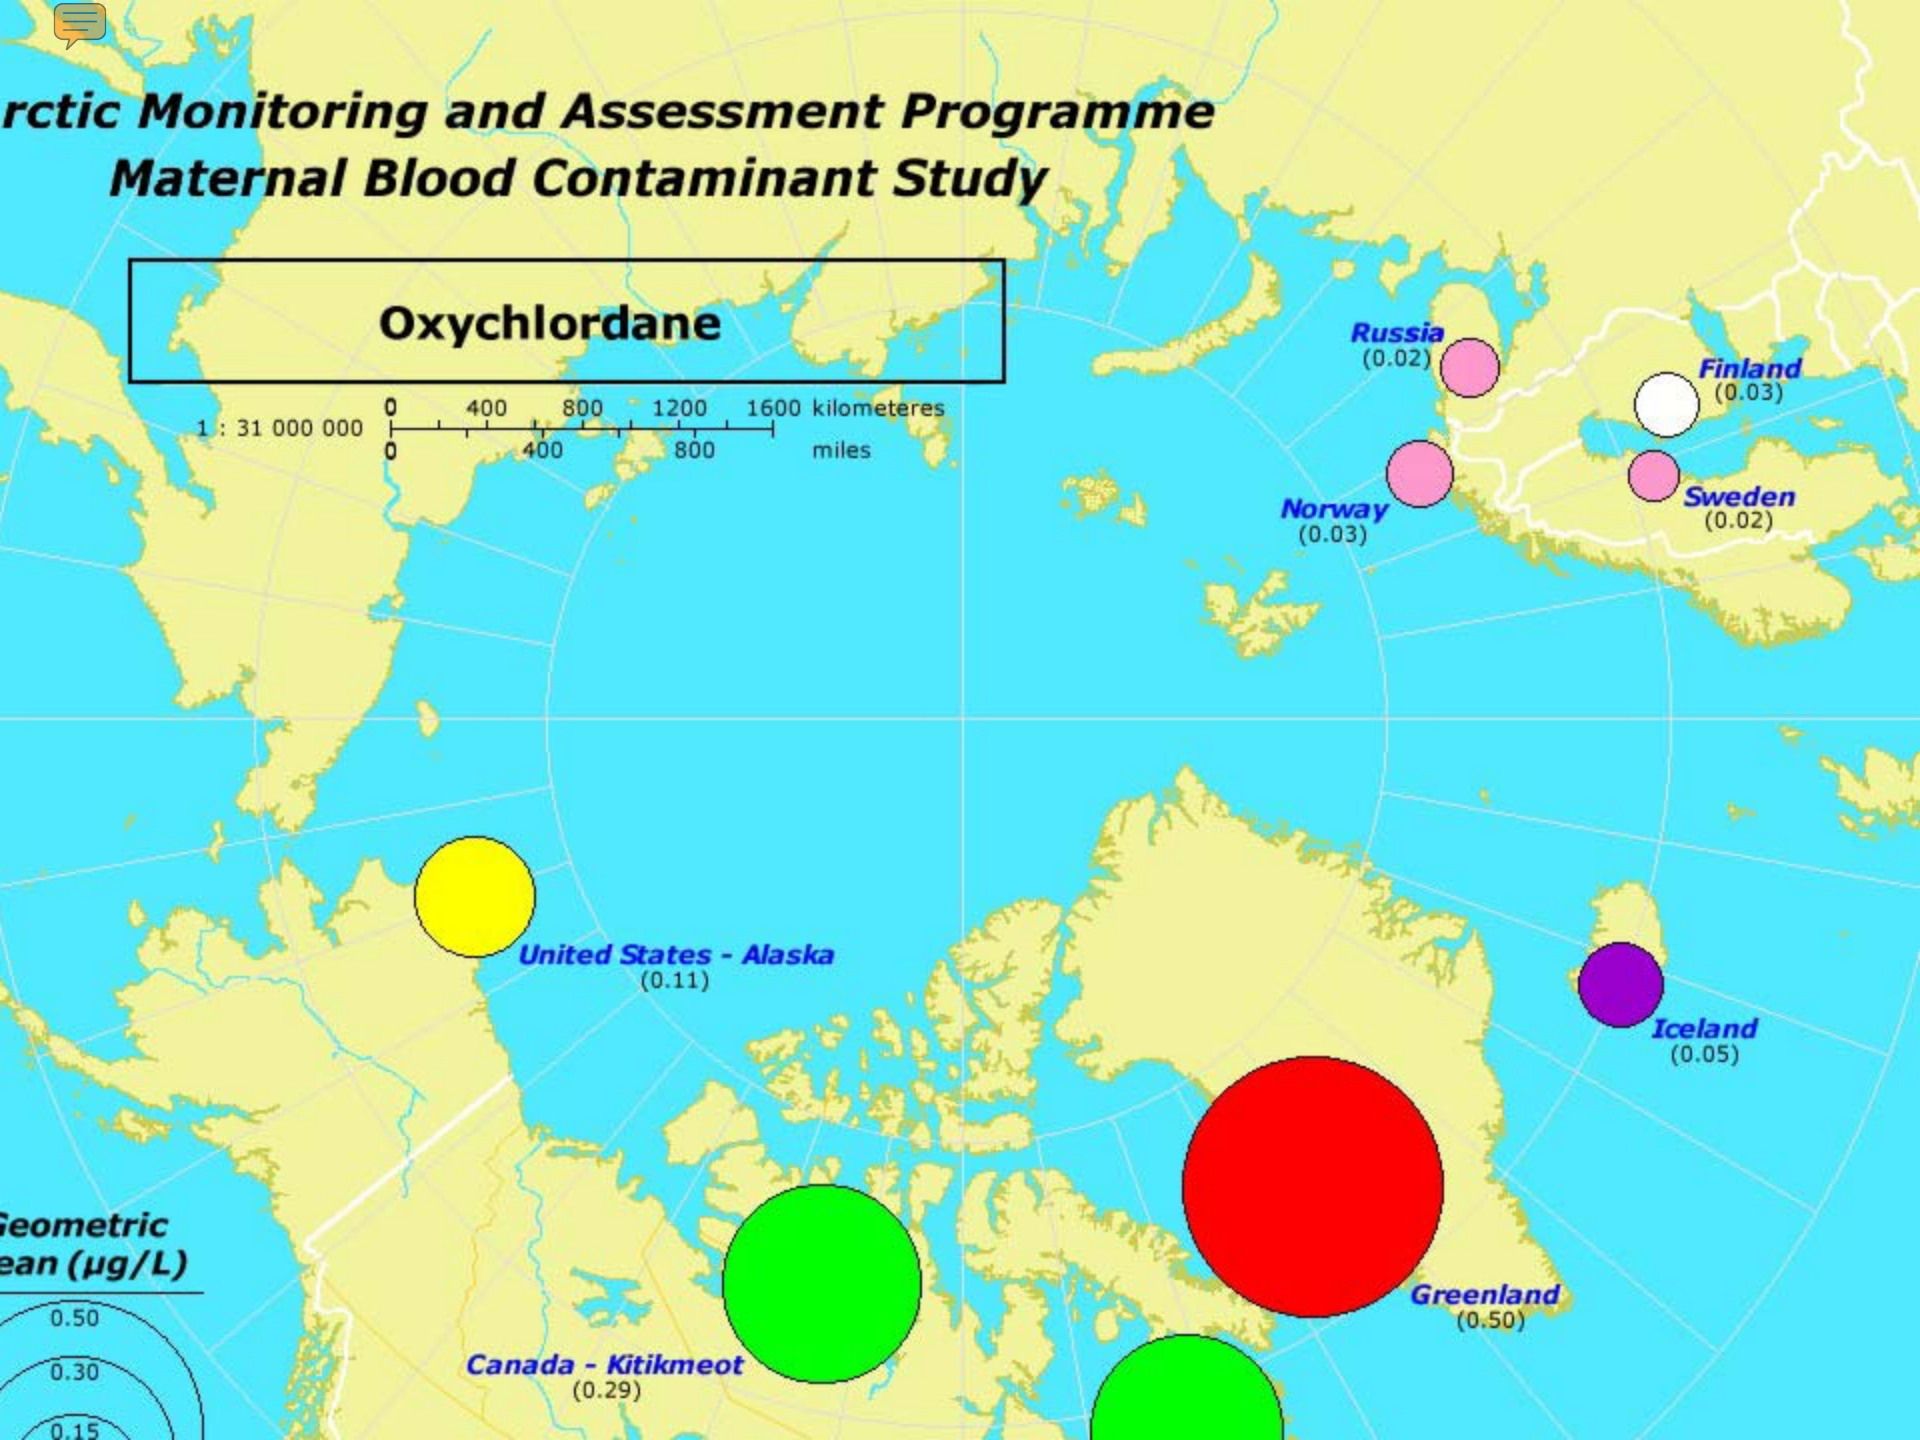 rctic Monitoring and Assessment Programme
Maternal Blood Contaminant Study
Oxychlordane
0 400 800 1200 1600 kilometeres
1 : 31 000 000
0 400 800 miles
Russia
(0.02)
Finland
(0.03)
Norway
(0.03)
Sweden
(0.02)
United States - Alaska
(0.11)
Iceland
(0.05)
Greenland
(0.50)
Canada - Kitikmeot
(0.29)
Geometric
ean (µg/L)
0.50
0.30
0.15